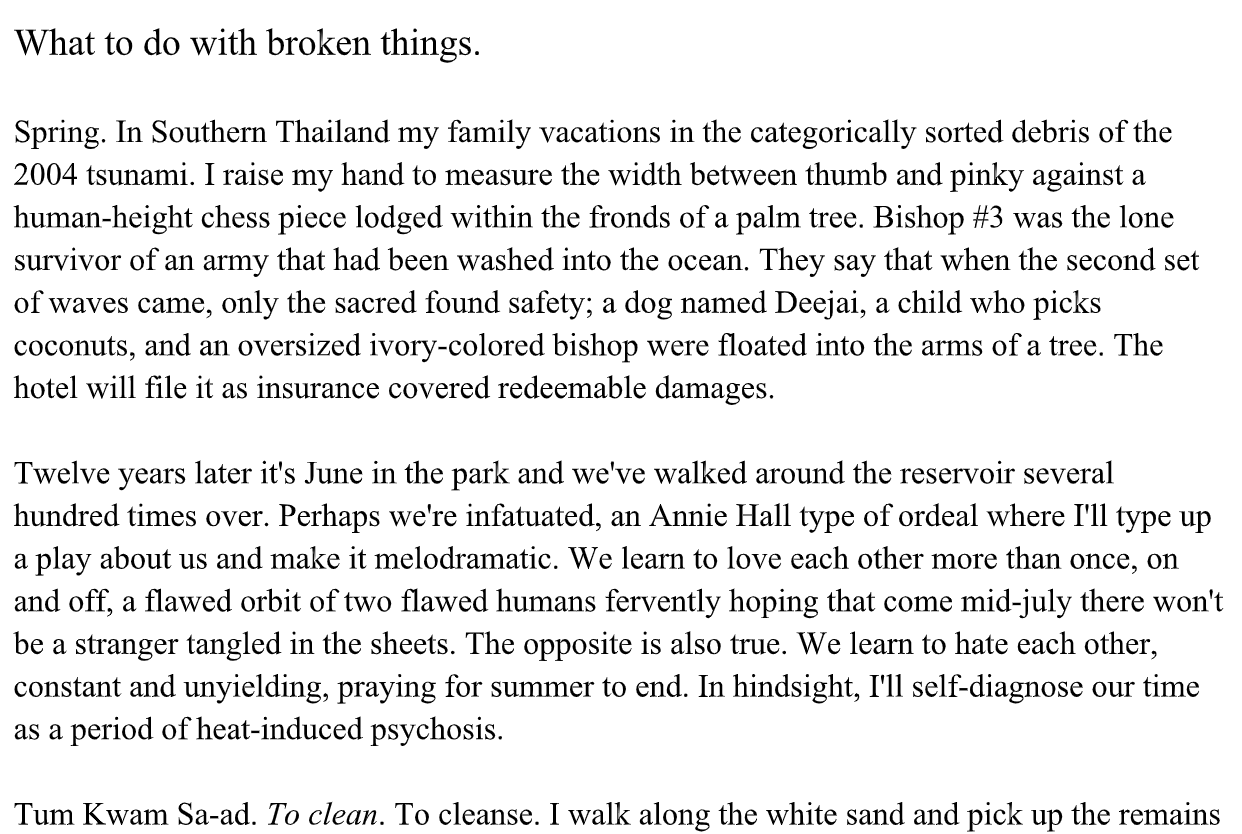 What to do with broken things.
Spring. In Southern Thailand my family vacations in the categorically sorted debris of the
2004 tsunami. I raise my hand to measure the width between thumb and pinky against a
human-height chess piece lodged within the fronds of a palm tree. Bishop #3 was the lone
survivor of an army that had been washed into the ocean. They say that when the second set
of waves came, only the sacred found safety; a dog named Deejai, a child who picks
coconuts, and an oversized ivory-colored bishop were floated into the arms of a tree. The
hotel will file it as insurance covered redeemable damages.
Twelve years later it's June in the park and we've walked around the reservoir several
hundred times over. Perhaps we're infatuated, an Annie Hall type of ordeal where I'll type up
a play about us and make it melodramatic. We learn to love each other more than once, on
and off, a flawed orbit of two flawed humans fervently hoping that come mid-july there won't
be a stranger tangled in the sheets. The opposite is also true. We learn to hate each other,
constant and unyielding, praying for summer to end. In hindsight, I'll self-diagnose our time
as a period of heat-induced psychosis.
Tum Kwam Sa-ad. To clean. To cleanse. I walk along the white sand and pick up the remains